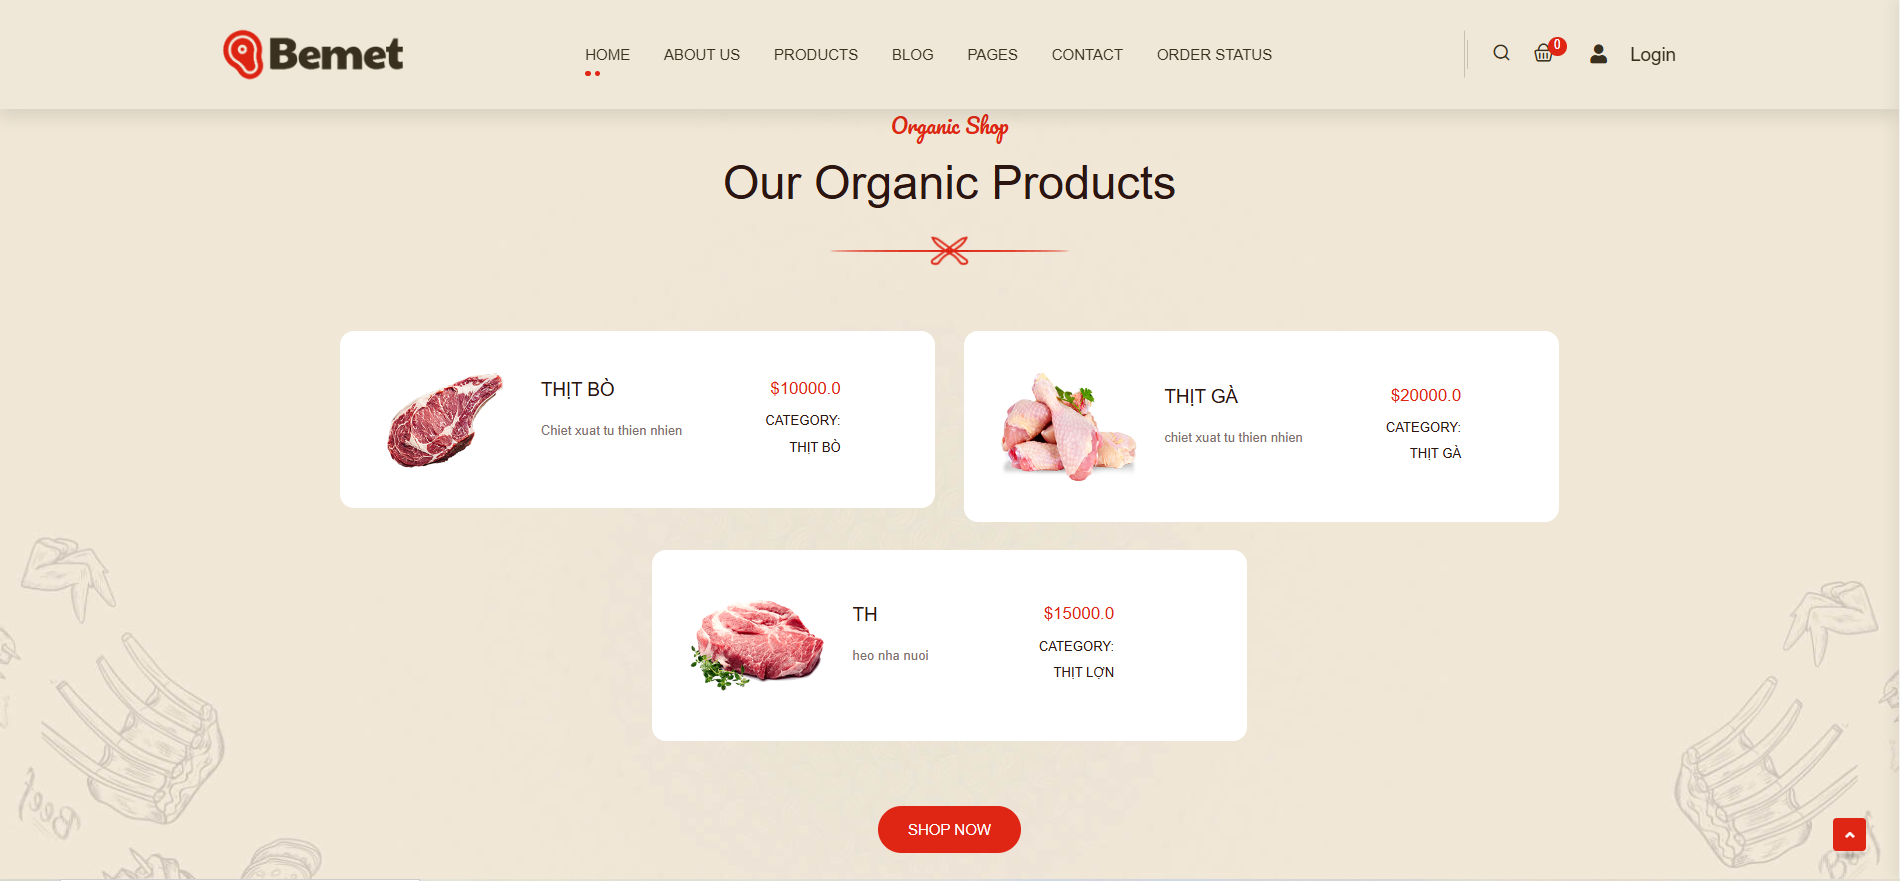 Bemet
HOME ABOUT US PRODUCTS BLOG PAGES CONTACT ORDER STATUS
0
Login
Organic Shop
Our Organic Products
THỊT BÒ
$10000.0
Chiet xuat tu thien nhien
CATEGORY:
THỊT BÒ
THỊT GÀ
$20000.0
chiet xuat tu thien nhien
CATEGORY:
THỊT GÀ
TH
$15000.0
heo nha nuoi
CATEGORY:
THỊT LỢN
SHOP NOW
Beef